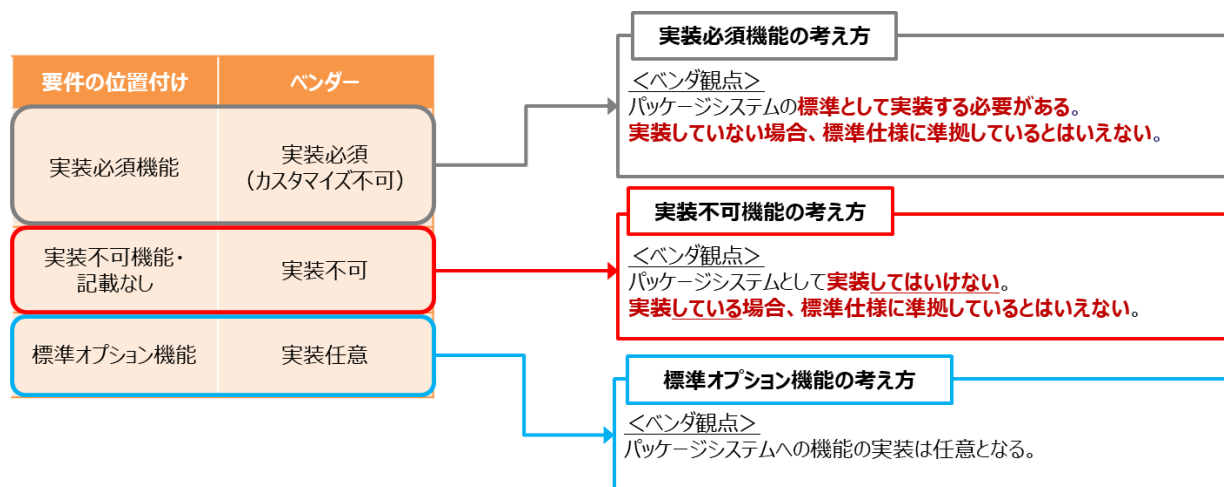 要件の位置付け ベンダー
実装必須機能 実装必須
（カスタマイズ不可）
実装不可機能・
記載なし
実装不可
標準オプション機能 実装任意
実装必須機能の考え方
＜ベンダ観点＞
パッケージシステムの標準として実装する必要がある。
実装していない場合、標準仕様に準拠しているとはいえない。
実装不可機能の考え方
＜ベンダ観点＞
パッケージシステムとして実装してはいけない。
実装している場合、標準仕様に準拠しているとはいえない。
標準オプション機能の考え方
＜ベンダ観点＞
パッケージシステムへの機能の実装は任意となる。